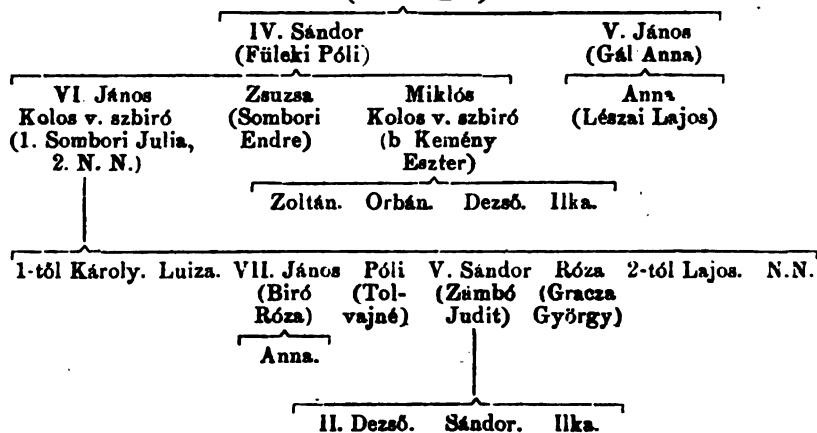 IV. Sándor V. János
(Füleki Póli) (Gál Anna)
VI. János Zsuzsa Miklós Anna
Kolos v. szbiró (Sombori Kolos v. szbiró (Lészai Lajos)
(1. Sombori Julia, Endre) (b Kemény
2. N. N.) Eszter)
Zoltán. Orbán. Dezső. Ilka.
1-től Károly. Luiza. VII. János Póli V. Sándor Róza 2-tól Lajos. N.N.
(Biró (Tol- (Zámbó (Gracza
Róza) vajné) Judit) György)
Anna.
II. Dezső. Sándor. Ilka.